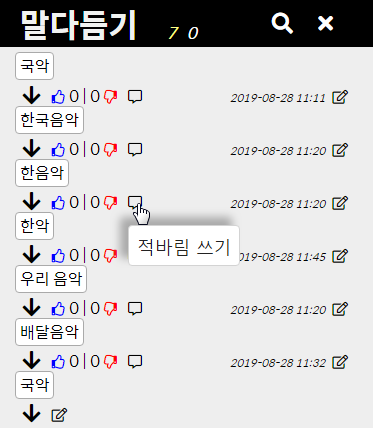 말다듬기 7 0
국악
0 | 0 2019-08-28 11:11
한국음악
0 | 0 2019-08-28 11:20
한음악
0 | 0 2019-08-28 11:20
한악
적바림 쓰기
0 | 0 2019-08-28 11:45
우리 음악
0 | 0 2019-08-28 11:20
배달음악
0 | 0 2019-08-28 11:32
국악